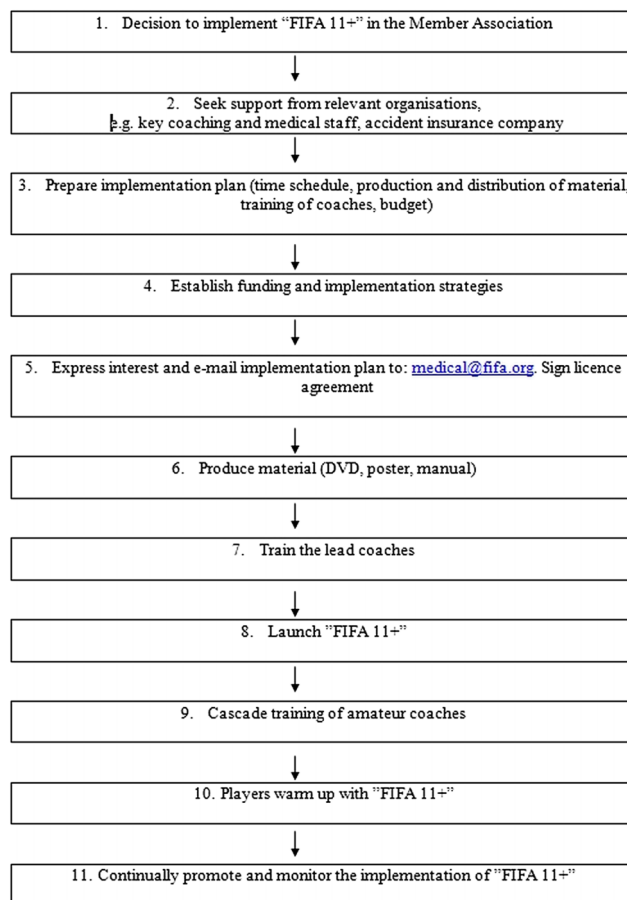 1. Decision to implement “FIFA 11+” in the Member Association
2. Seek support from relevant organisations,
e.g. key coaching and medical staff, accident insurance company
3. Prepare implementation plan (time schedule, production and distribution of material,
training of coaches, budget)
4. Establish funding and implementation strategies
5. Express interest and e-mail implementation plan to: medical@fifa.org. Sign licence
agreement
6. Produce material (DVD, poster, manual)
7. Train the lead coaches
8. Launch ”FIFA 11+”
9. Cascade training of amateur coaches
10. Players warm up with ”FIFA 11+”
11. Continually promote and monitor the implementation of ”FIFA 11+”